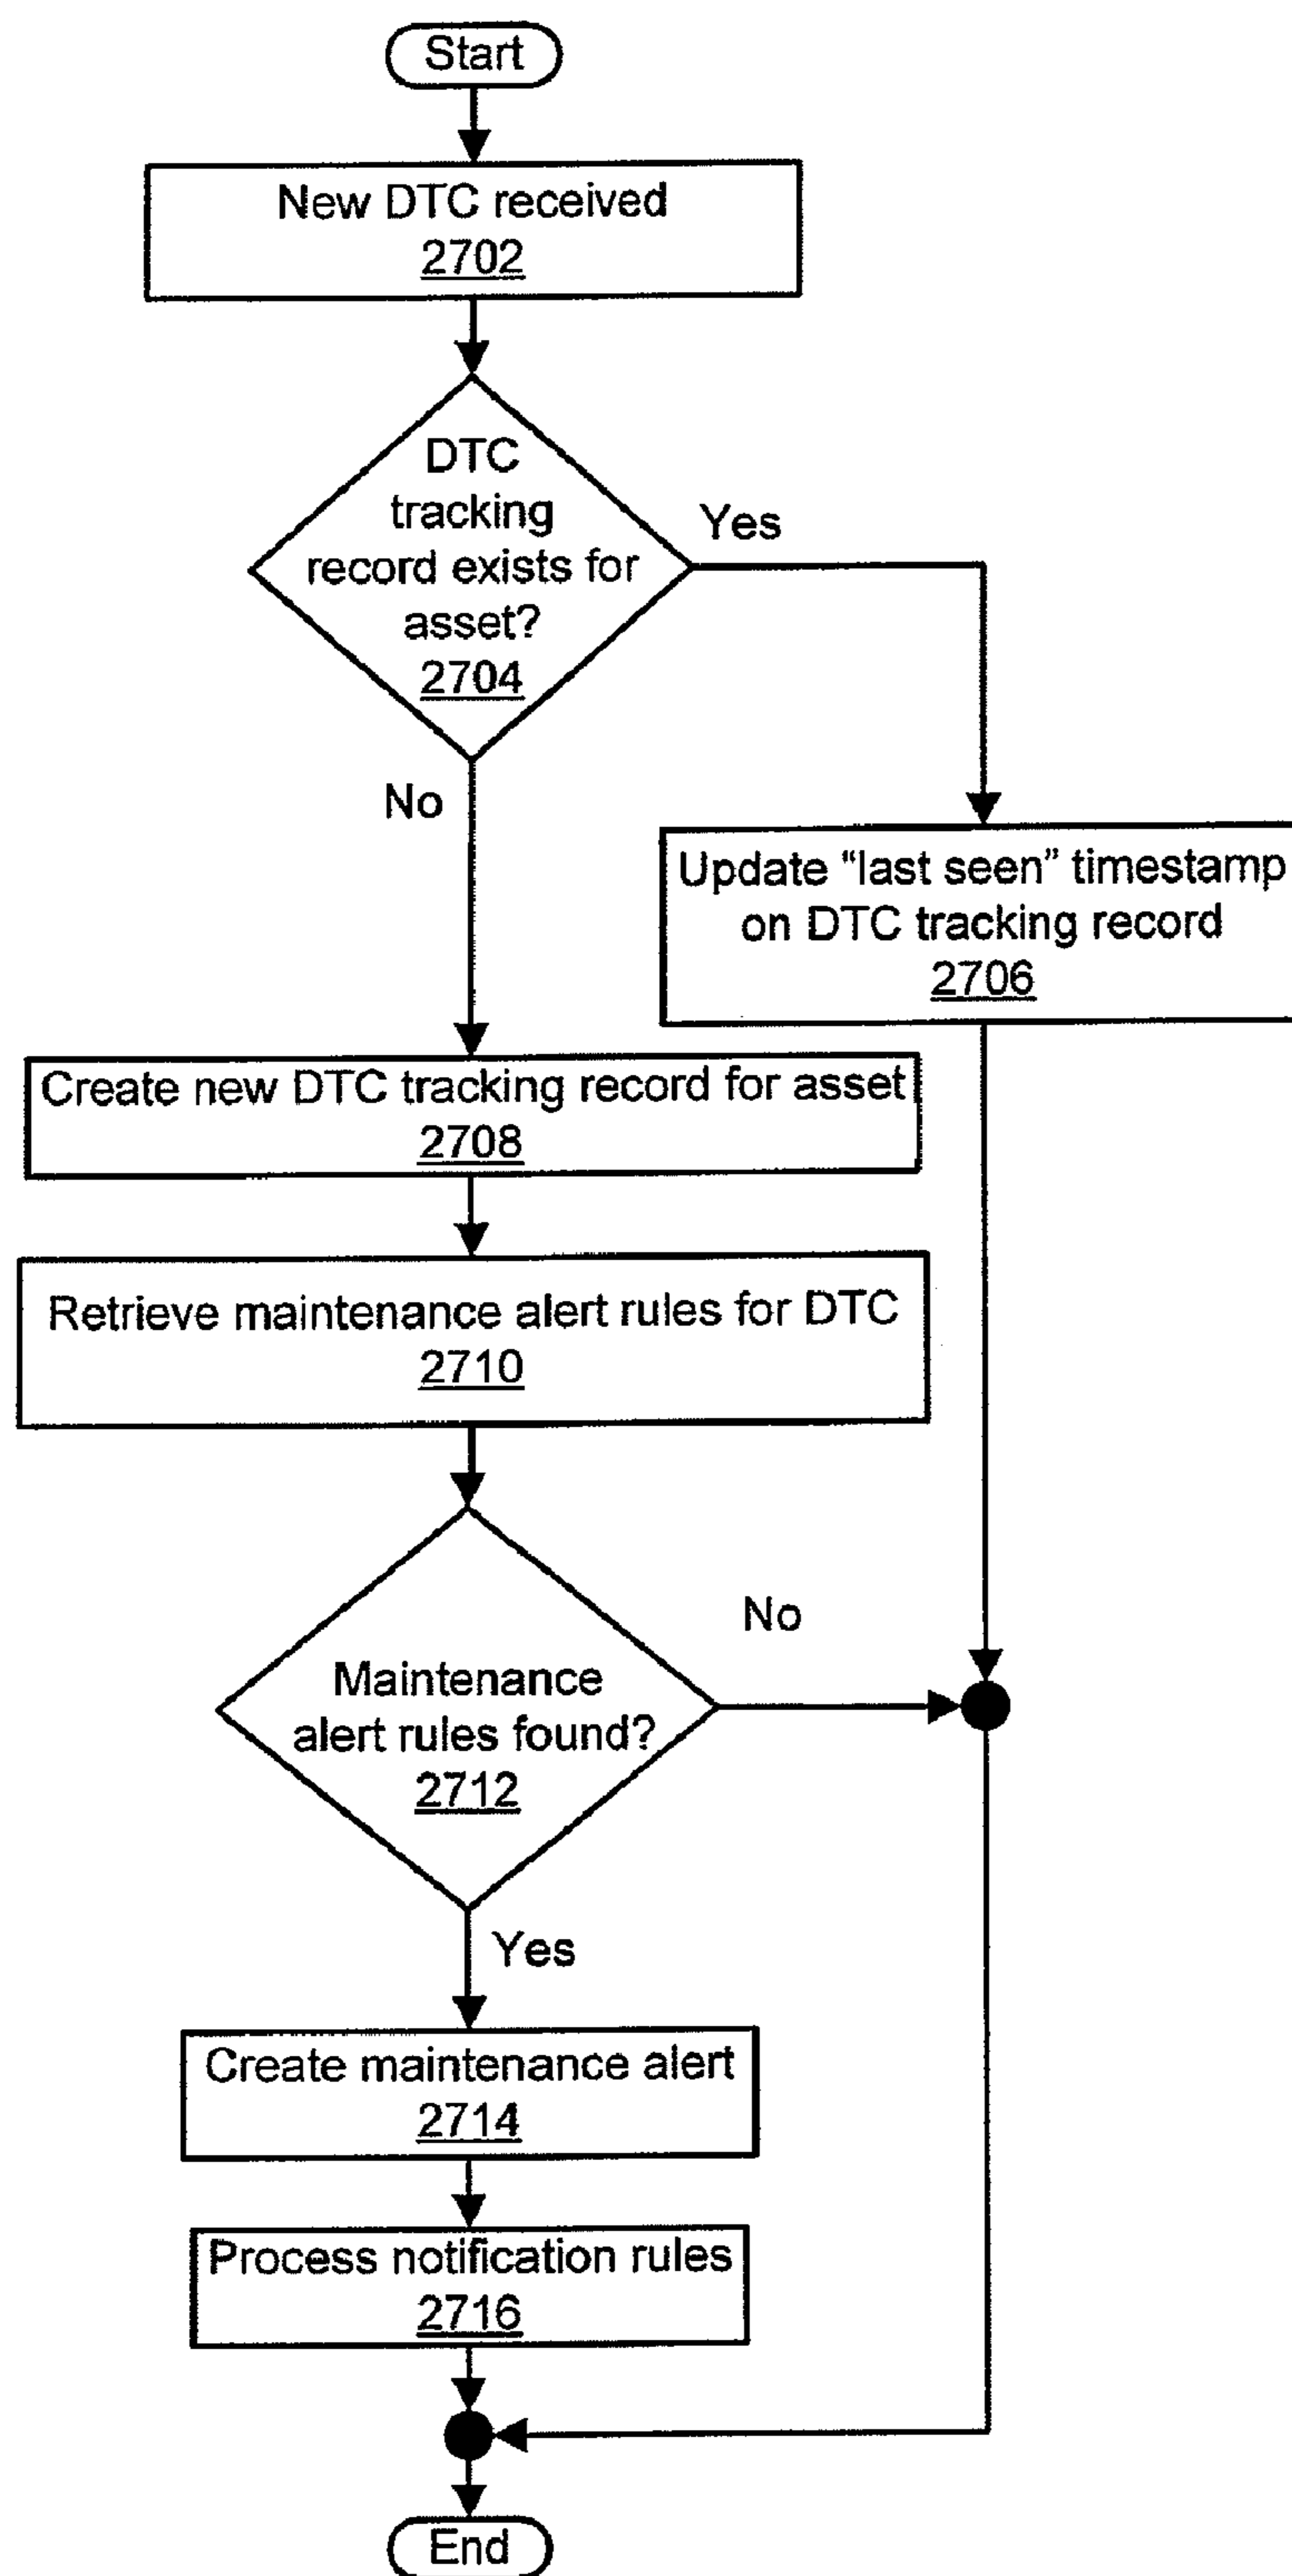 Start
New DTC received
2702
DTC
tracking
record exists for
asset?
2704
Yes
No
Update “last seen” timestamp
on DTC tracking record
2706
Create new DTC tracking record for asset
2708
Retrieve maintenance alert rules for DTC
2710
No
Maintenance
alert rules found?
2712
Yes
Create maintenance alert
2714
Process notification rules
2716
End